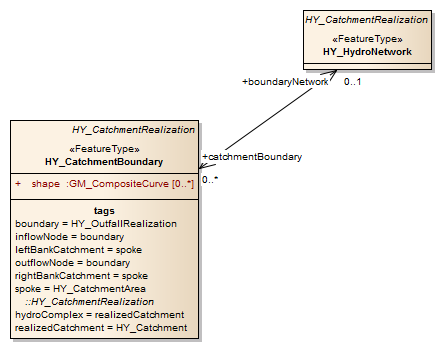 HY_CatchmentRealization
«FeatureType»
HY_HydroNetwork
+boundaryNetwork 0..1
+catchmentBoundary
0..*
HY_CatchmentRealization
«FeatureType»
HY_CatchmentBoundary
+ shape :GM_CompositeCurve [0..*]
tags
boundary = HY_OutfallRealization
inflowNode = boundary
leftBankCatchment = spoke
outflowNode = boundary
rightBankCatchment = spoke
spoke = HY_CatchmentArea
::HY_CatchmentRealization
hydroComplex = realizedCatchment
realizedCatchment = HY_Catchment